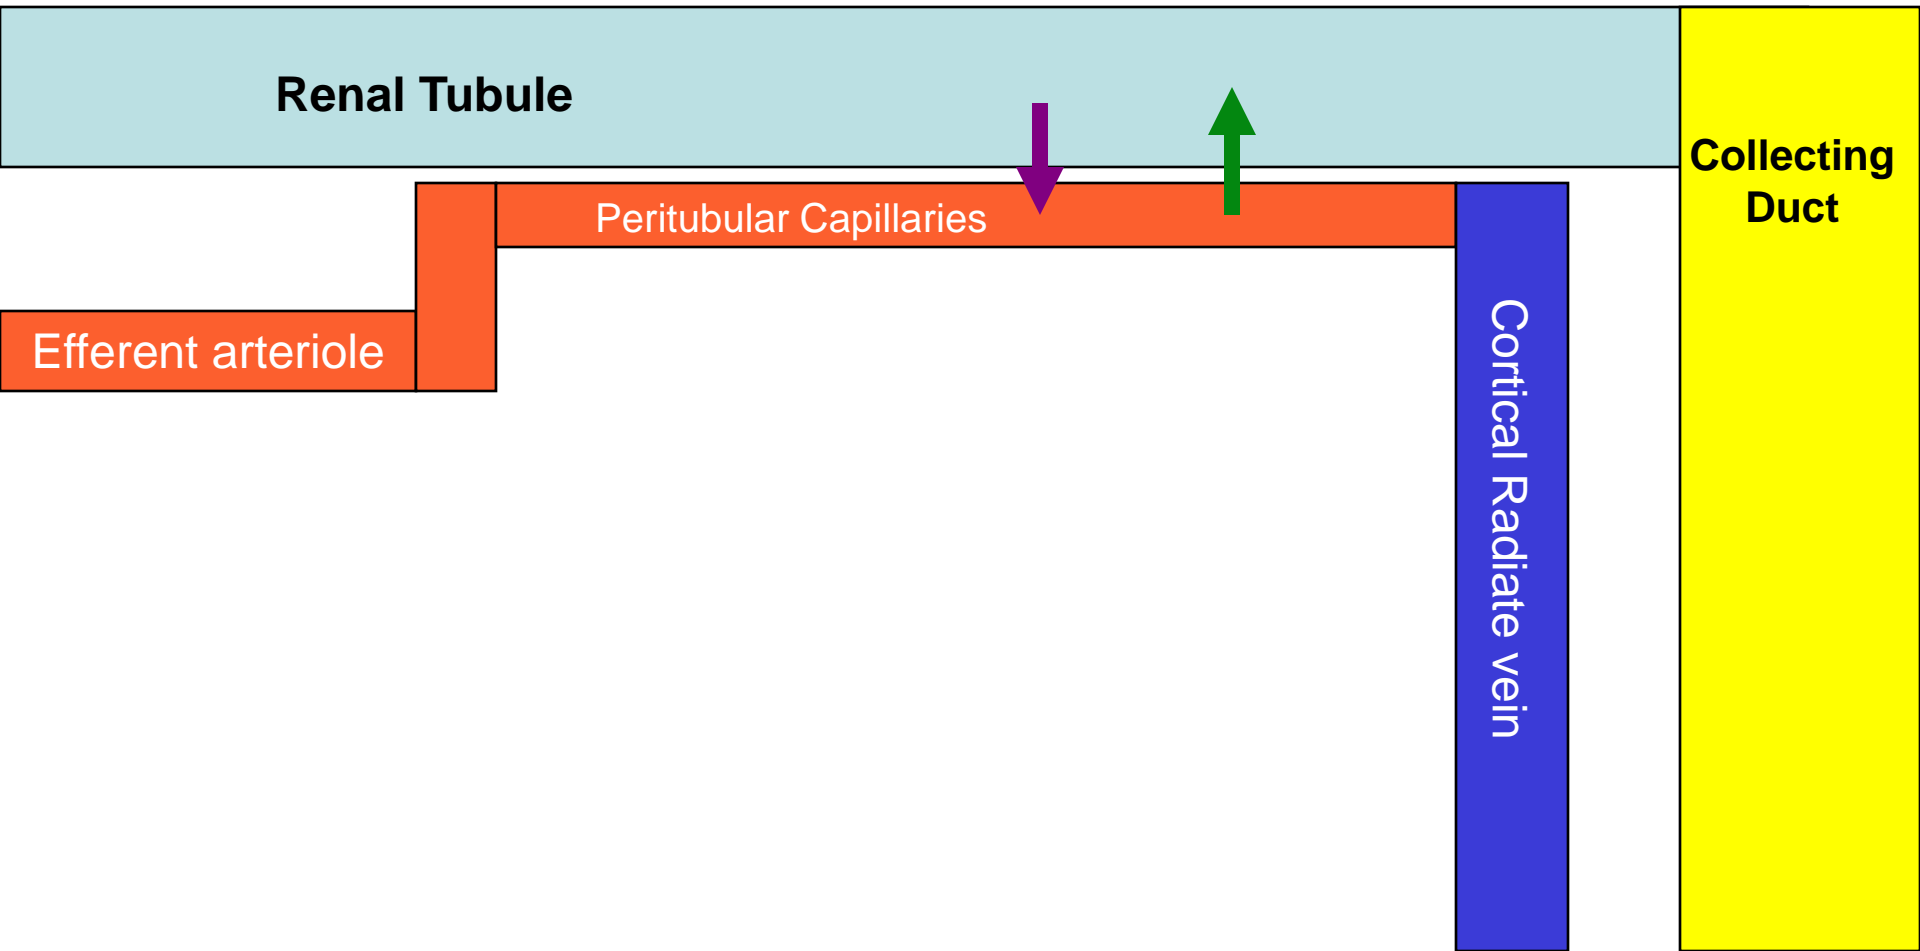 Renal Tubule
Collecting
Duct
Peritubular Capillaries
Efferent arteriole
Cortical Radiate vein